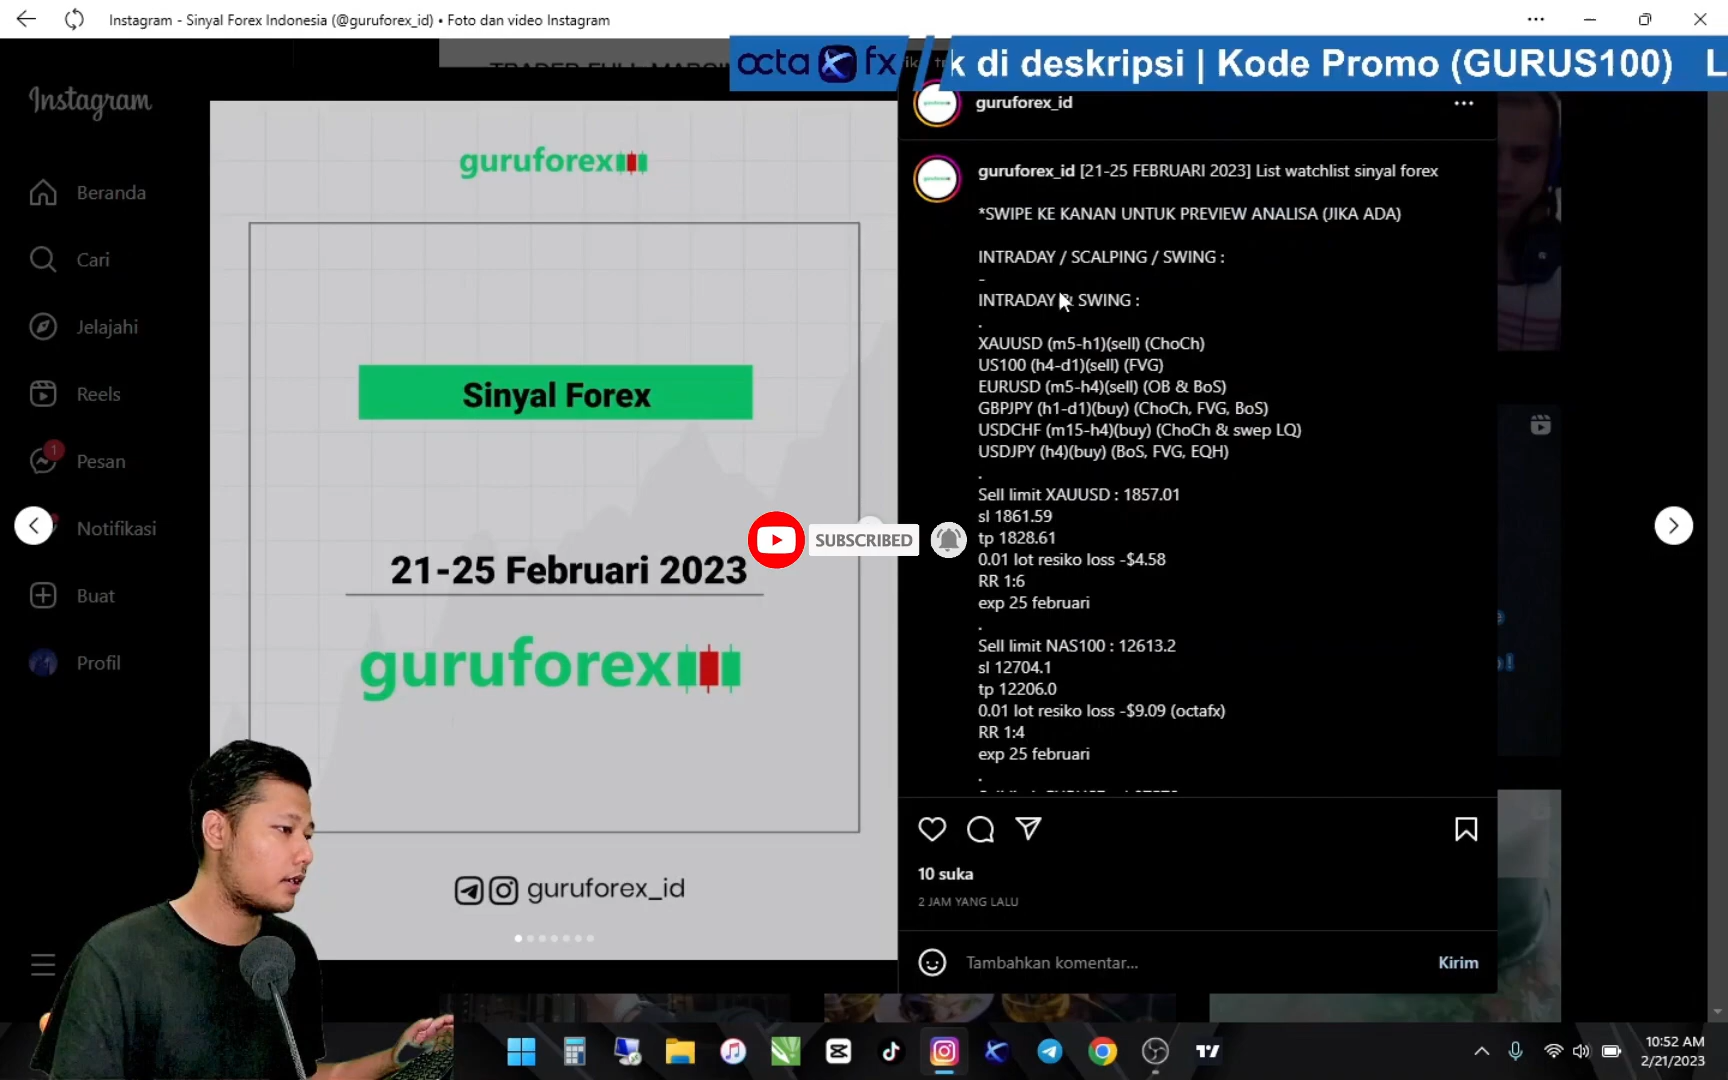 Instagram - Sinyal Forex Indonesia (@guruforex_id) • Foto dan video Instagram
octa fx
k di deskripsi | Kode Promo (GURUS100) L
Instagram
Beranda
Cari
Jelajahi
Reels
1
Pesan
Notifikasi
Buat
Profil
guruforex
Sinyal Forex
21-25 Februari 2023
guruforex
guruforex_id
guruforex_id
guruforex_id [21-25 FEBRUARI 2023] List watchlist sinyal forex
*SWIPE KE KANAN UNTUK PREVIEW ANALISA (JIKA ADA)
INTRADAY / SCALPING / SWING :
-
INTRADAY & SWING :
.
XAUUSD (m5-h1)(sell) (ChoCh)
US100 (h4-d1)(sell) (FVG)
EURUSD (m5-h4)(sell) (OB & BoS)
GBPJPY (h1-d1)(buy) (ChoCh, FVG, BoS)
USDCHF (m15-h4)(buy) (ChoCh & swep LQ)
USDJPY (h4)(buy) (BoS, FVG, EQH)
.
Sell limit XAUUSD : 1857.01
sl 1861.59
tp 1828.61
0.01 lot resiko loss -$4.58
RR 1:6
exp 25 februari
.
Sell limit NAS100 : 12613.2
sl 12704.1
tp 12206.0
0.01 lot resiko loss -$9.09 (octafx)
RR 1:4
exp 25 februari
.
SUBSCRIBED
10 suka
2 JAM YANG LALU
Tambahkan komentar...
Kirim
10:52 AM
2/21/2023